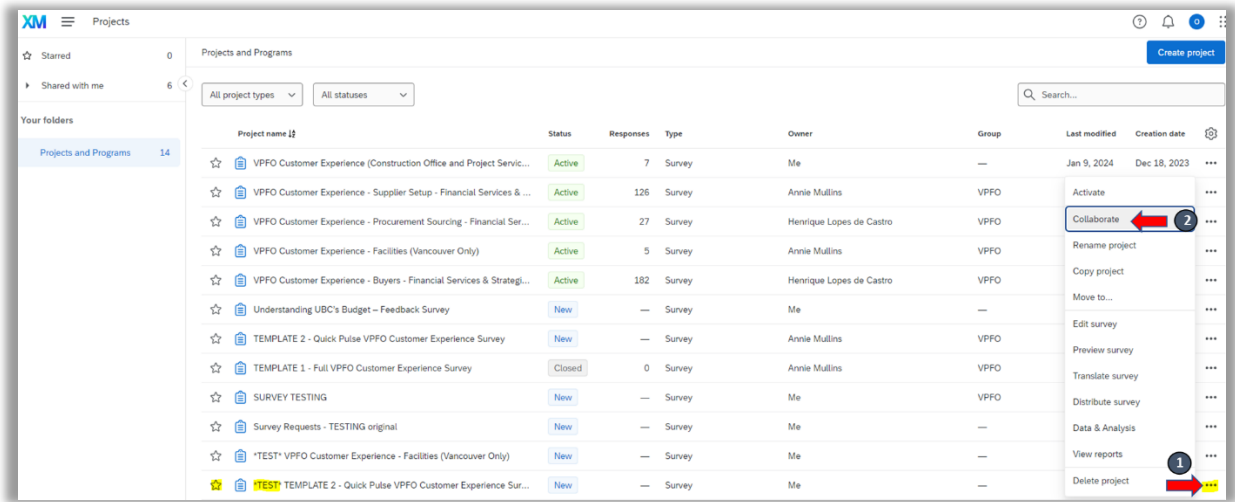 XM Projects
Starred 0
Shared with me 6
Your folders
Projects and Programs 14
Projects and Programs
Create project
All project types All statuses Search...
Project name Status Responses Type Owner Group Last modified Creation date
VPFO Customer Experience (Construction Office and Project Servic... Active 7 Survey Me — Jan 9, 2024 Dec 18, 2023
VPFO Customer Experience - Supplier Setup - Financial Services & ... Active 126 Survey Annie Mullins VPFO
VPFO Customer Experience - Procurement Sourcing - Financial Ser... Active 27 Survey Henrique Lopes de Castro VPFO
VPFO Customer Experience - Facilities (Vancouver Only) Active 5 Survey Annie Mullins VPFO
VPFO Customer Experience - Buyers - Financial Services & Strategi... Active 182 Survey Henrique Lopes de Castro VPFO
Understanding UBC's Budget – Feedback Survey New — Survey Me —
TEMPLATE 2 - Quick Pulse VPFO Customer Experience Survey New — Survey Annie Mullins VPFO
TEMPLATE 1 - Full VPFO Customer Experience Survey Closed 0 Survey Annie Mullins VPFO
SURVEY TESTING New — Survey Me VPFO
Survey Requests - TESTING original New — Survey Me —
*TEST* VPFO Customer Experience - Facilities (Vancouver Only) New — Survey Me —
*TEST* TEMPLATE 2 - Quick Pulse VPFO Customer Experience Sur... New — Survey Me —
Activate
Collaborate 2
Rename project
Copy project
Move to...
Edit survey
Preview survey
Translate survey
Distribute survey
Data & Analysis
View reports
1
Delete project